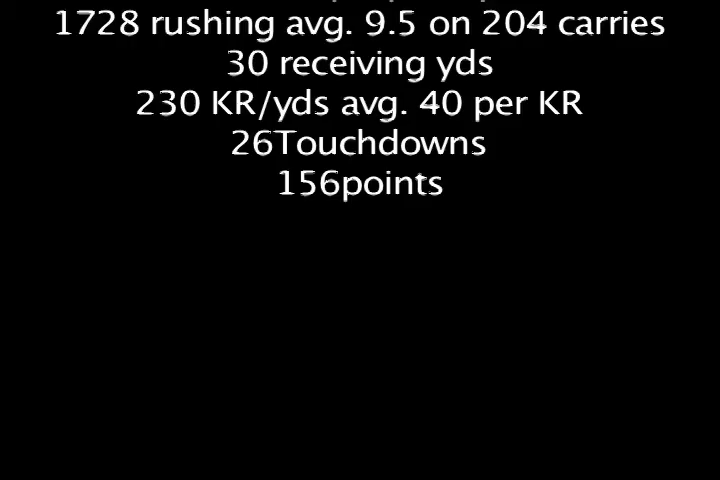 1728 rushing avg. 9.5 on 204 carries
30 receiving yds
230 KR/yds avg. 40 per KR
26Touchdowns
156points